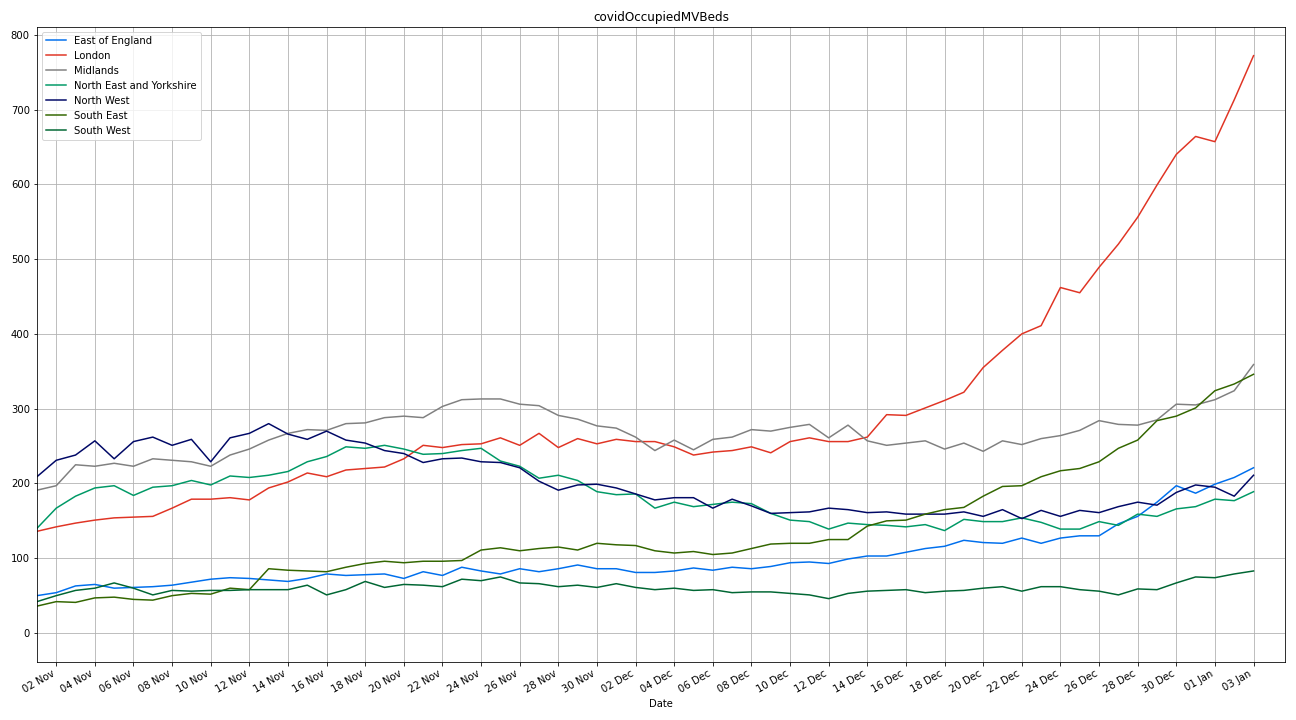 covidOccupiedMVBeds
East of England
London
Midlands
North East and Yorkshire
North West
South East
South West
800
700
600
500
400
300
200
100
0
02 Nov
04 Nov
06 Nov
08 Nov
10 Nov
12 Nov
14 Nov
16 Nov
18 Nov
20 Nov
22 Nov
24 Nov
26 Nov
28 Nov
30 Nov
02 Dec
04 Dec
06 Dec
08 Dec
10 Dec
12 Dec
14 Dec
16 Dec
18 Dec
20 Dec
22 Dec
24 Dec
26 Dec
28 Dec
30 Dec
01 Jan
03 Jan
Date